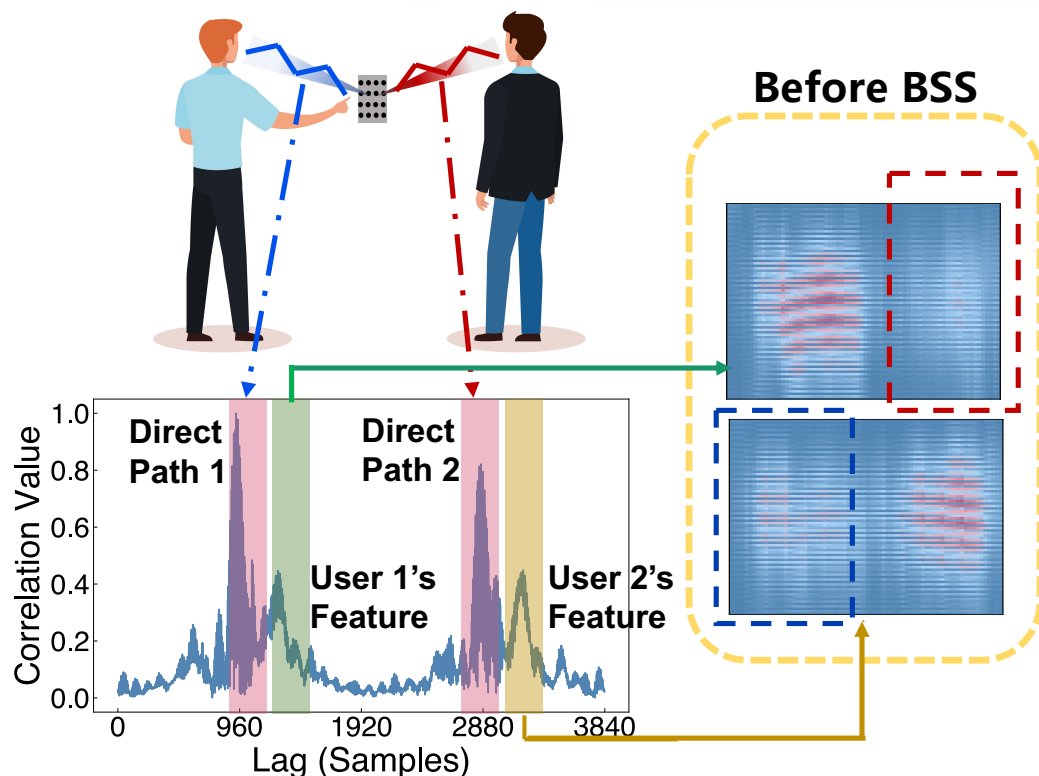 Before BSS
Correlation Value
1.0
0.8
0.6
0.4
0.2
0.0
Direct
Path 1
Direct
Path 2
User 1’s
Feature
User 2’s
Feature
0 960 1920 2880 3840
Lag (Samples)